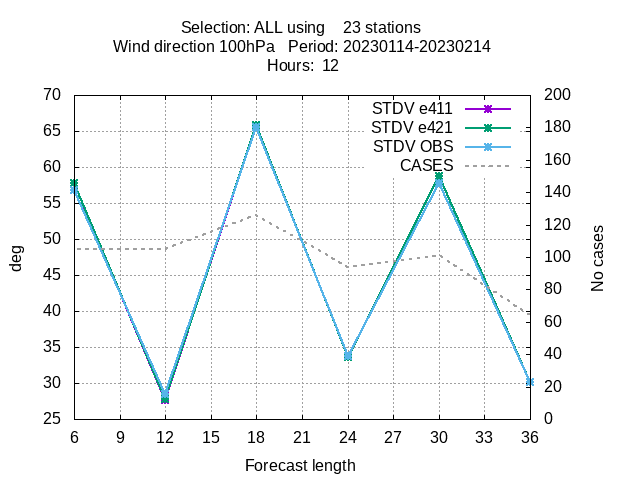 Selection: ALL using    23 stations
Wind direction 100hPa   Period: 20230114-20230214
Hours:  12
70
65
60
55
50
45
40
35
30
25
200
180
160
140
120
100
80
60
40
20
0
STDV e411
STDV e421
STDV OBS
CASES
deg
No cases
6 9 12 15 18 21 24 27 30 33 36
Forecast length